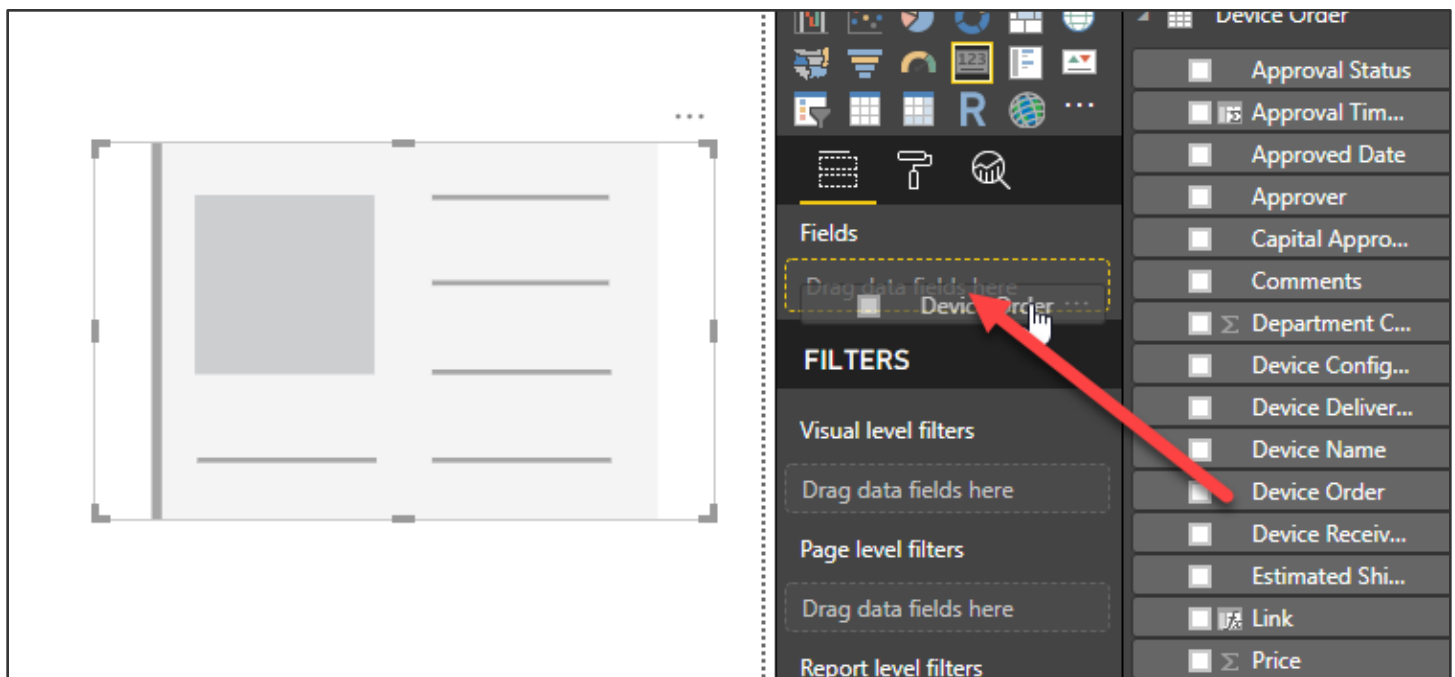 123
R
Fields
Drag data fields here
Device Order
FILTERS
Visual level filters
Drag data fields here
Page level filters
Drag data fields here
Report level filters
Device Order
Approval Status
Approval Tim...
Approved Date
Approver
Capital Appro...
Comments
Σ Department C...
Device Config...
Device Deliver...
Device Name
Device Order
Device Receiv...
Estimated Shi...
Link
Σ Price